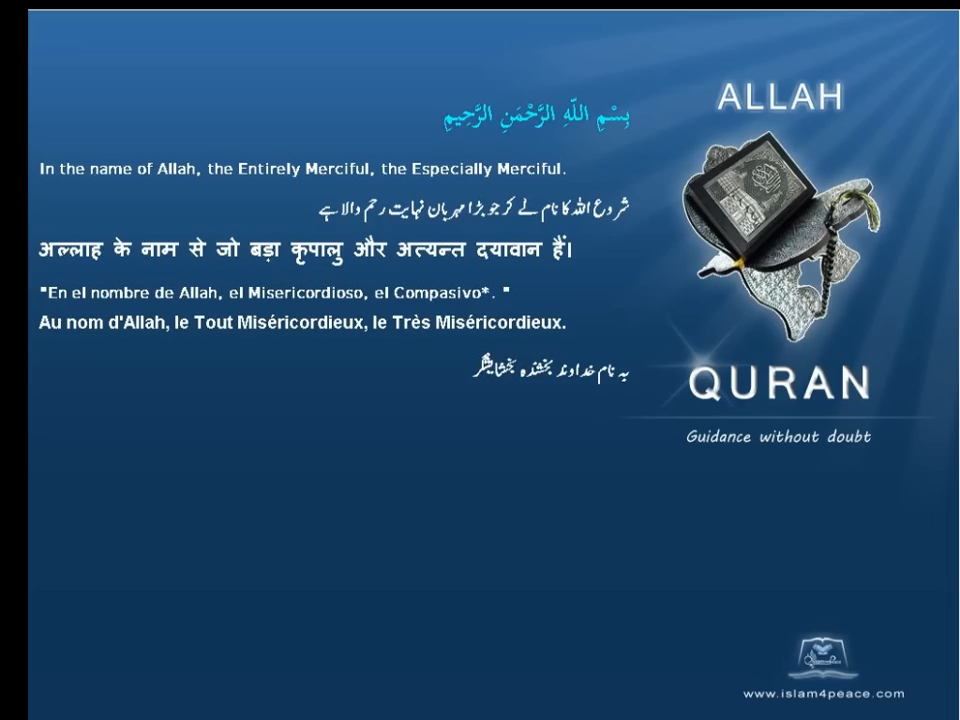 بِسْمِ اللّهِ الرَّحْمَنِ الرَّحِيمِ
In the name of Allah, the Entirely Merciful, the Especially Merciful.
شروع الله کا نام لے کر جو بڑا مہربان نہایت رحم والا ہے
अल्लाह के नाम से जो बड़ा कृपालु और अत्यन्त दयावान हैं।
"En el nombre de Allah, el Misericordioso, el Compasivo*. "
Au nom d'Allah, le Tout Miséricordieux, le Très Miséricordieux.
به نام خداوند بخشنده بخشایشگر
ALLAH
QURAN
Guidance without doubt
www.islam4peace.com